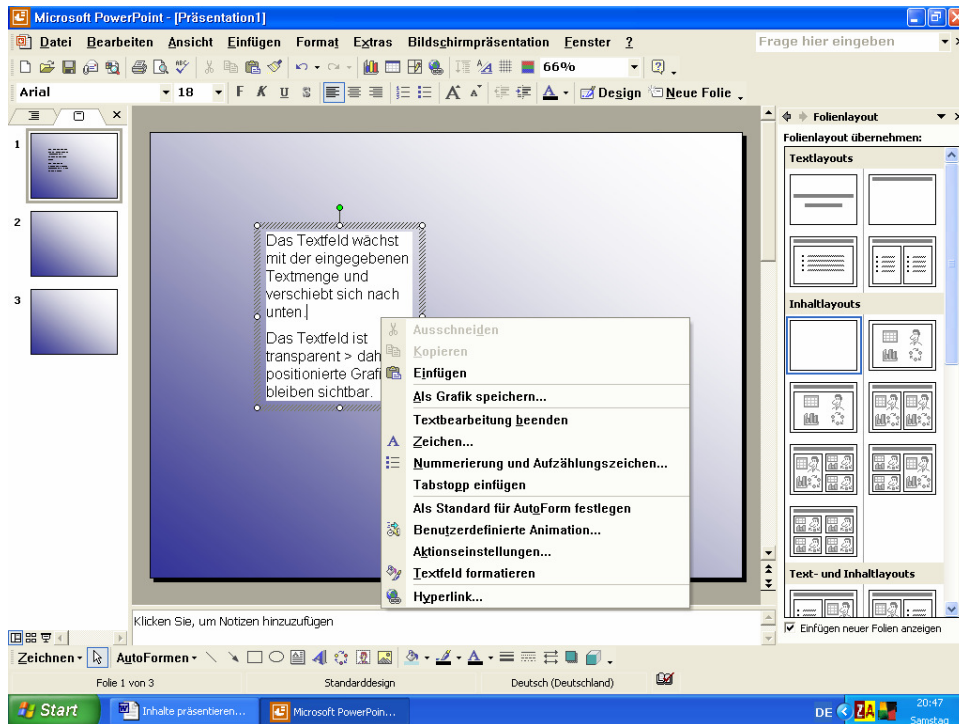 Microsoft PowerPoint - [Präsentation1]
Datei Bearbeiten Ansicht Einfügen Format Extras Bildschirmpräsentation Fenster ?
Frage hier eingeben
66%
Arial 18 F K U S Design Neue Folie
Folienlayout
Folienlayout übernehmen:
Textlayouts
Inhaltlayouts
Text- und Inhaltlayouts
Einfügen neuer Folien anzeigen
1
2
3
Das Textfeld wächst
mit der eingegebenen
Textmenge und
verschiebt sich nach
unten.
Das Textfeld ist
transparent > dah
positionierte Grafi
bleiben sichtbar.
Ausschneiden
Kopieren
Einfügen
Als Grafik speichern...
Textbearbeitung beenden
Zeichen...
Nummerierung und Aufzählungszeichen...
Tabstopp einfügen
Als Standard für AutoForm festlegen
Benutzerdefinierte Animation...
Aktionseinstellungen...
Textfeld formatieren
Hyperlink...
Klicken Sie, um Notizen hinzuzufügen
Zeichnen AutoFormen
Folie 1 von 3 Standarddesign Deutsch (Deutschland)
Start Inhalte präsentieren... Microsoft PowerPoin... DE ZA 20:47
Samstag